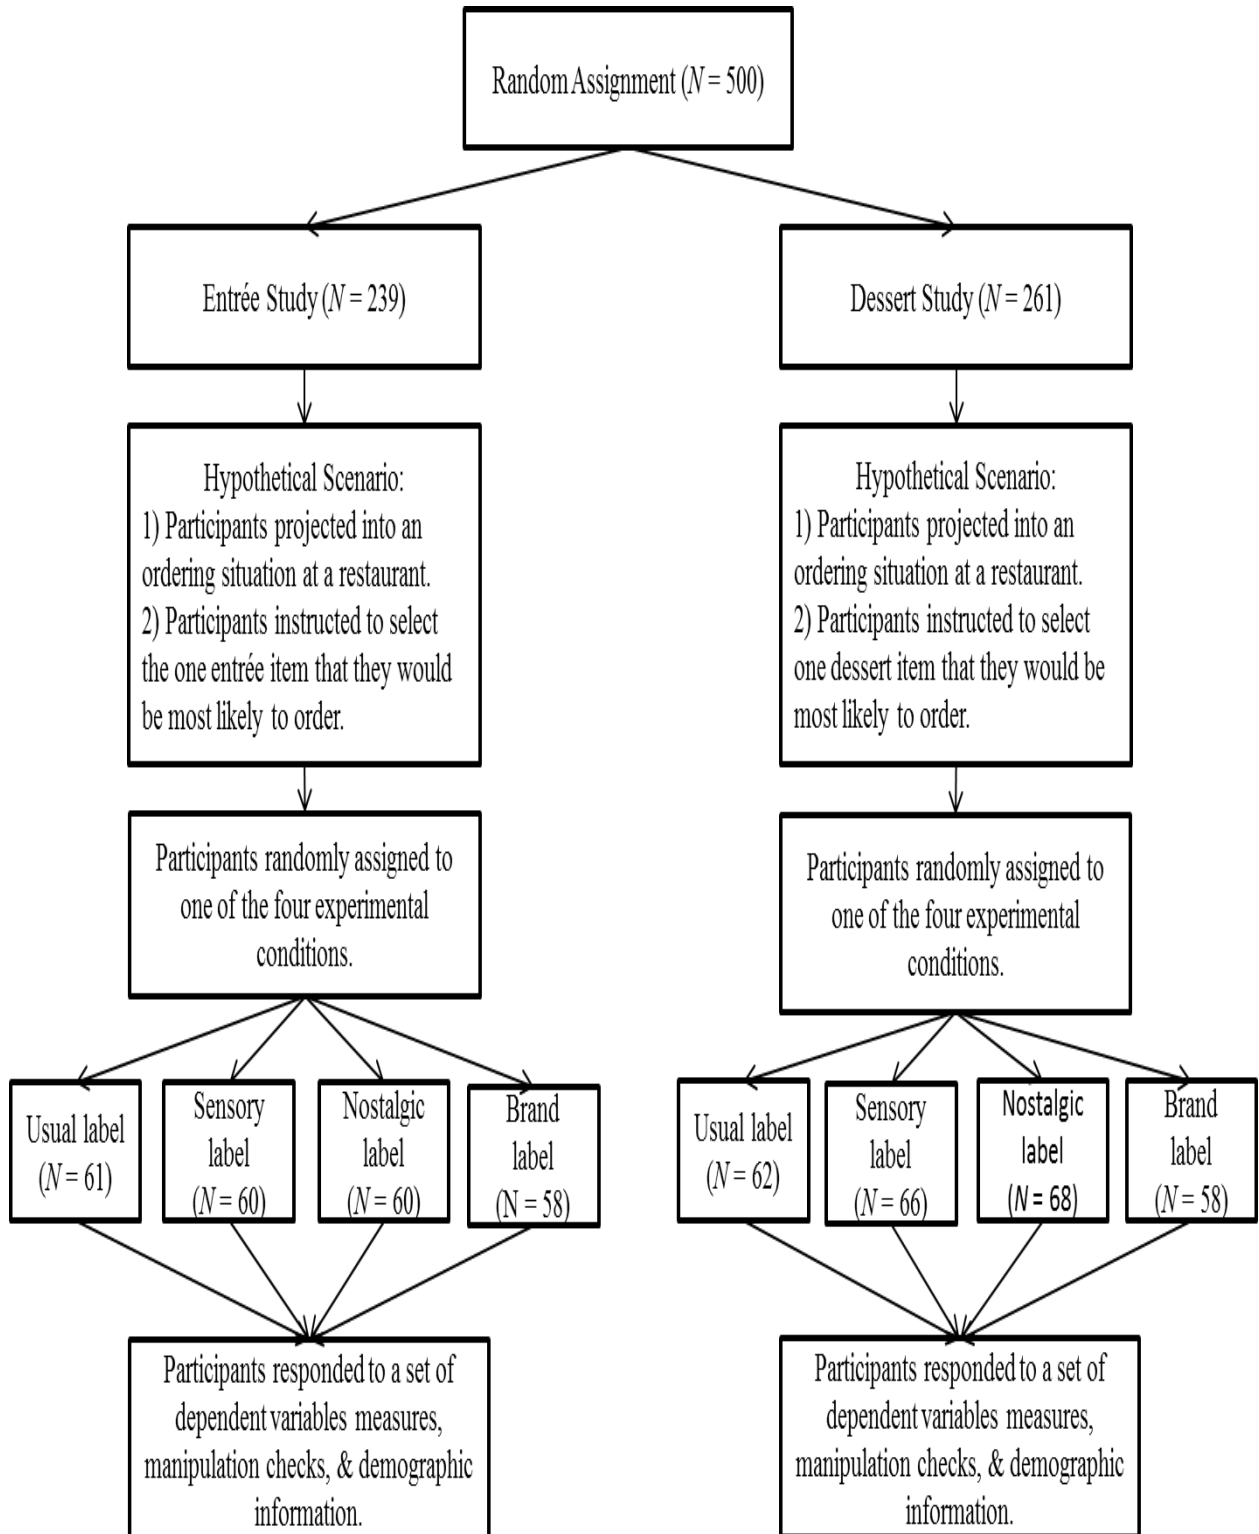 Random Assignment (N = 500)
Entrée Study (N = 239)
Dessert Study (N = 261)
Hypothetical Scenario:
1) Participants projected into an
ordering situation at a restaurant.
2) Participants instructed to select
the one entrée item that they would
be most likely to order.
Hypothetical Scenario:
1) Participants projected into an
ordering situation at a restaurant.
2) Participants instructed to select
one dessert item that they would be
most likely to order.
Participants randomly assigned to
one of the four experimental
conditions.
Participants randomly assigned to
one of the four experimental
conditions.
Usual label
(N = 61)
Sensory
label
(N = 60)
Nostalgic
label
(N = 60)
Brand
label
(N = 58)
Usual label
(N = 62)
Sensory
label
(N = 66)
Nostalgic
label
(N = 68)
Brand
label
(N = 58)
Participants responded to a set of
dependent variables measures,
manipulation checks, & demographic
information.
Participants responded to a set of
dependent variables measures,
manipulation checks, & demographic
information.